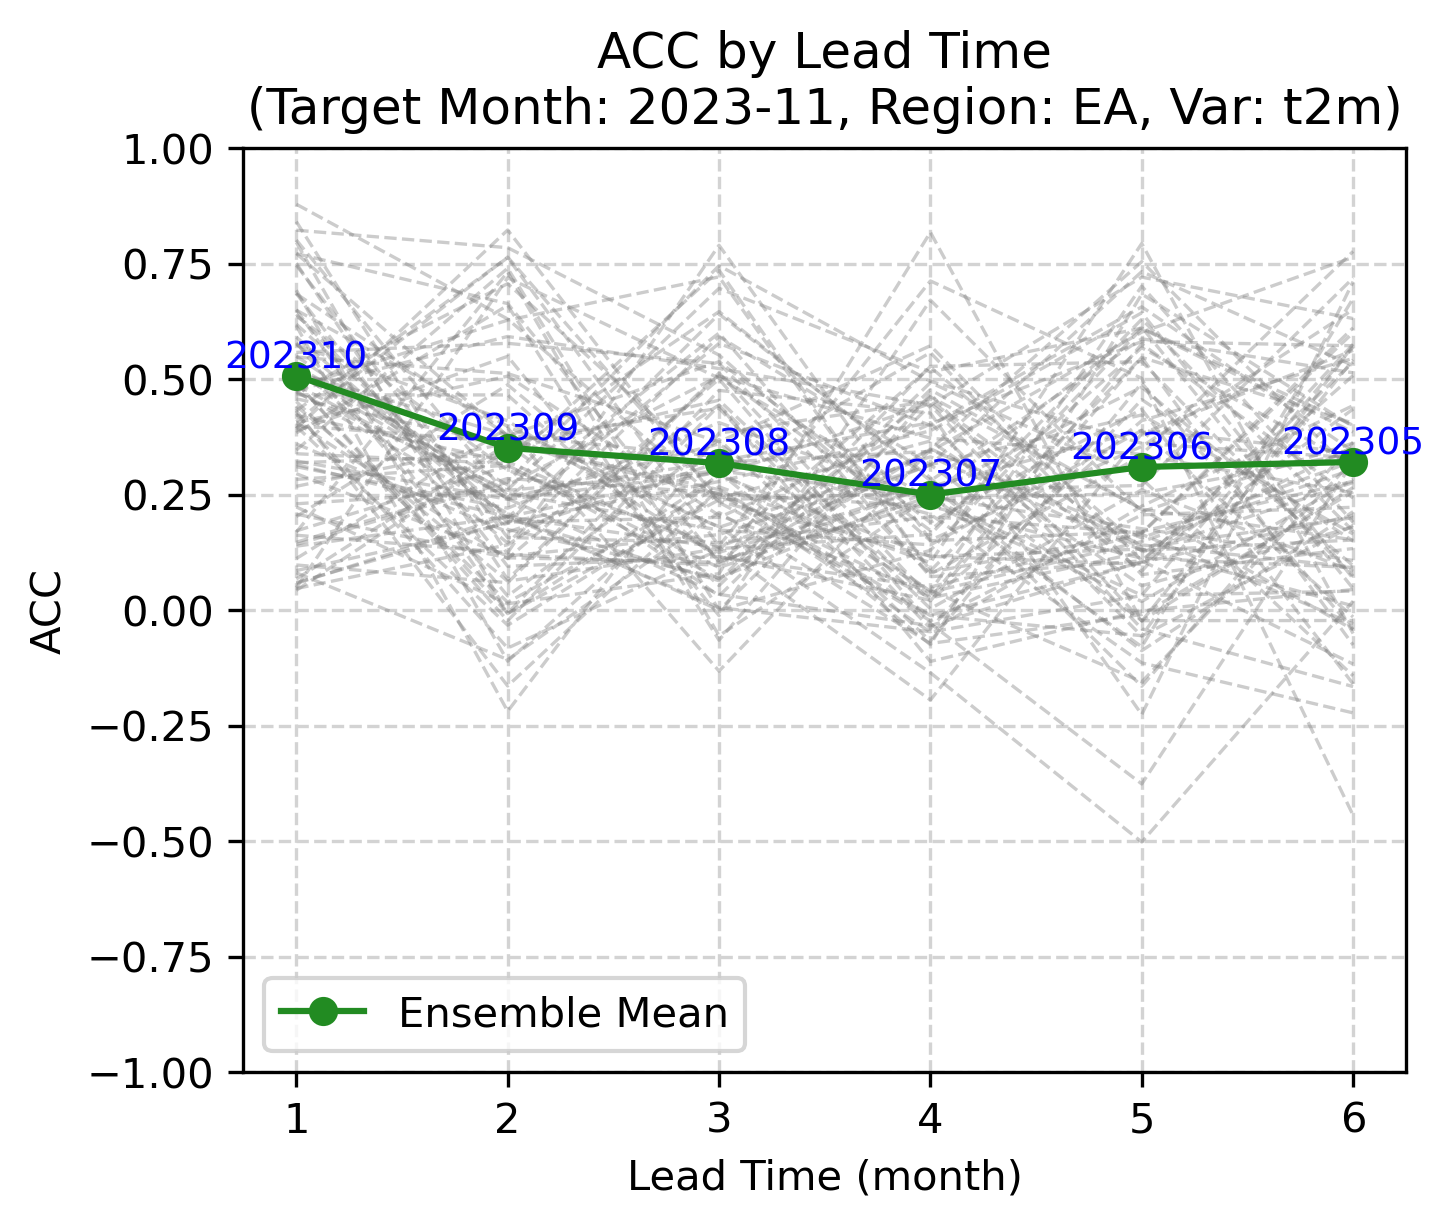 ACC by Lead Time
(Target Month: 2023-11, Region: EA, Var: t2m)
1.00
0.75
0.50
0.25
0.00
−0.25
−0.50
−0.75
−1.00
ACC
202310
202309
202308
202307
202306
202305
Ensemble Mean
1 2 3 4 5 6
Lead Time (month)